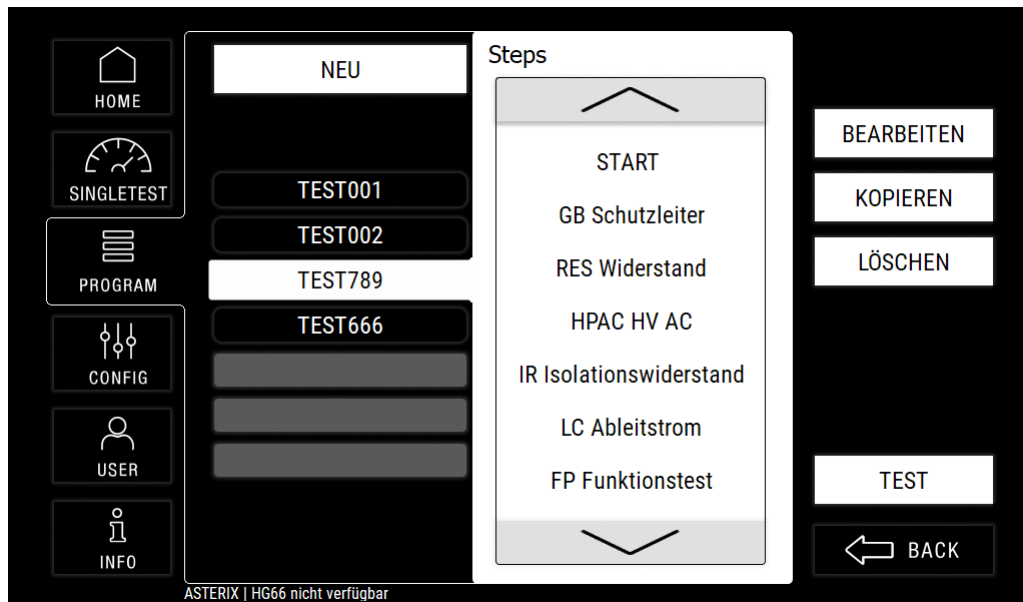 HOME
SINGLETEST
PROGRAM
CONFIG
USER
INFO
NEU
TEST001
TEST002
TEST789
TEST666
Steps
START
GB Schutzleiter
RES Widerstand
HPAC HV AC
IR Isolationswiderstand
LC Ableitstrom
FP Funktionstest
BEARBEITEN
KOPIEREN
LÖSCHEN
TEST
BACK
ASTERIX | HG66 nicht verfügbar